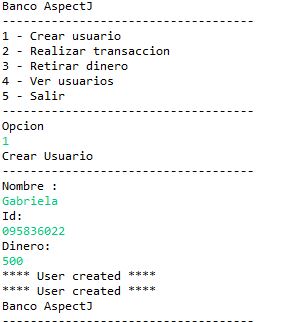 Banco AspectJ
-----------------------------------
1 - Crear usuario
2 - Realizar transaccion
3 - Retirar dinero
4 - Ver usuarios
5 - Salir
-----------------------------------
Opcion
1
Crear Usuario
-----------------------------------
Nombre :
Gabriela
Id:
095836022
Dinero:
500
**** User created ****
**** User created ****
Banco AspectJ
-----------------------------------